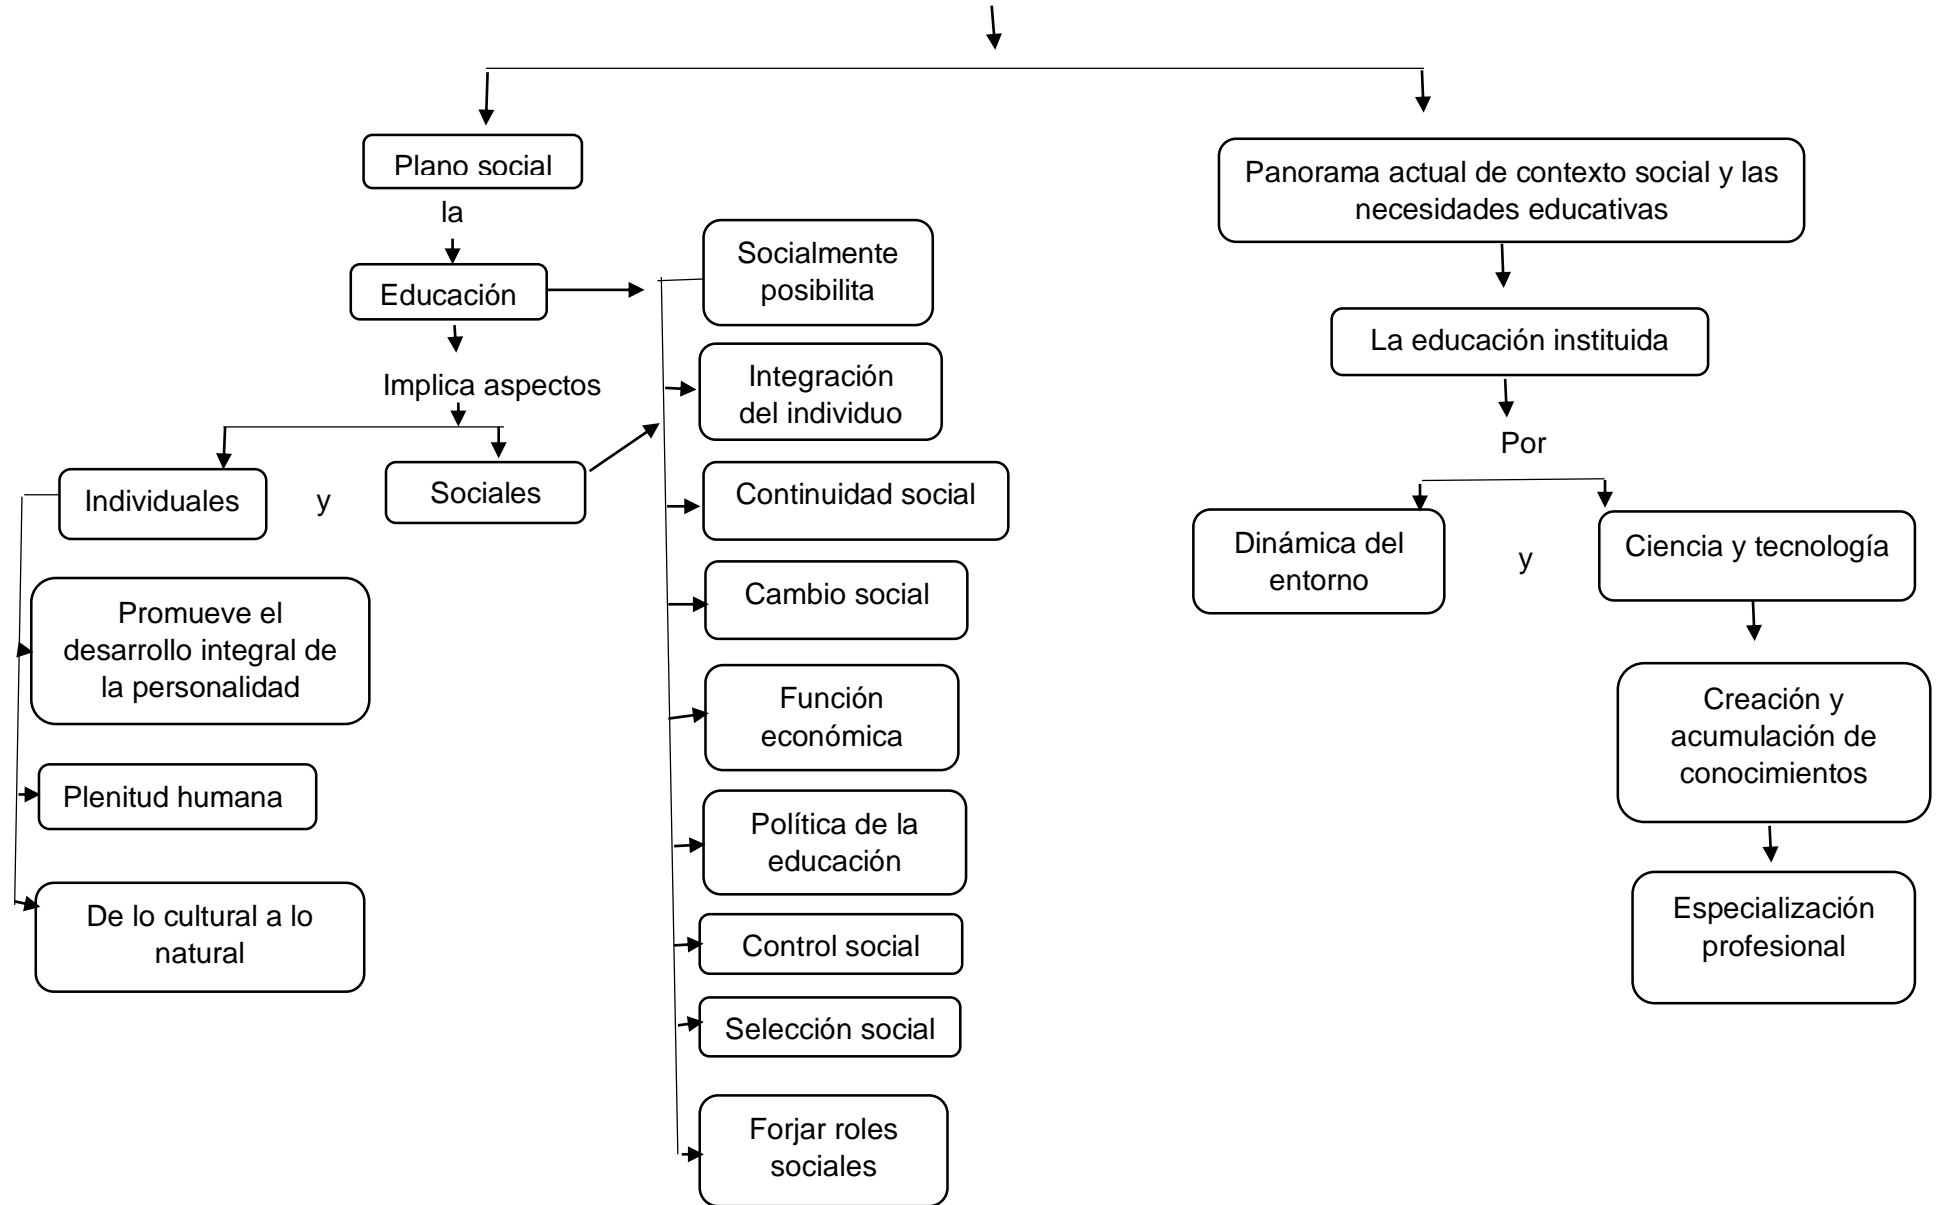 Plano social
la
Educación
Implica aspectos
Individuales
y
Sociales
Promueve el
desarrollo integral de
la personalidad
Plenitud humana
De lo cultural a lo
natural
Socialmente
posibilita
Integración
del individuo
Continuidad social
Cambio social
Función
económica
Política de la
educación
Control social
Selección social
Forjar roles
sociales
Panorama actual de contexto social y las
necesidades educativas
La educación instituida
Por
Dinámica del
entorno
y
Ciencia y tecnología
Creación y
acumulación de
conocimientos
Especialización
profesional